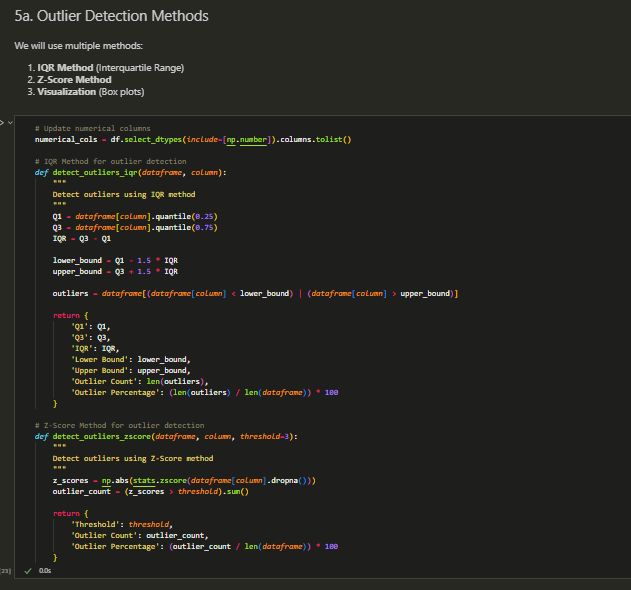 5a. Outlier Detection Methods
We will use multiple methods:
1. IQR Method (Interquartile Range)
2. Z-Score Method
3. Visualization (Box plots)
# Update numerical columns
numerical_cols = df.select_dtypes(include=[np.number]).columns.tolist()
# IQR Method for outlier detection
def detect_outliers_iqr(dataframe, column):
"""
Detect outliers using IQR method
"""
Q1 = dataframe[column].quantile(0.25)
Q3 = dataframe[column].quantile(0.75)
IQR = Q3 - Q1
lower_bound = Q1 - 1.5 * IQR
upper_bound = Q3 + 1.5 * IQR
outliers = dataframe[(dataframe[column] < lower_bound) | (dataframe[column] > upper_bound)]
return {
'Q1': Q1,
'Q3': Q3,
'IQR': IQR,
'Lower Bound': lower_bound,
'Upper Bound': upper_bound,
'Outlier Count': len(outliers),
'Outlier Percentage': (len(outliers) / len(dataframe)) * 100
}
# Z-Score Method for outlier detection
def detect_outliers_zscore(dataframe, column, threshold=3):
"""
Detect outliers using Z-Score method
"""
z_scores = np.abs(stats.zscore(dataframe[column].dropna()))
outlier_count = (z_scores > threshold).sum()
return {
'Threshold': threshold,
'Outlier Count': outlier_count,
'Outlier Percentage': (outlier_count / len(dataframe)) * 100
}
23]
0.0s